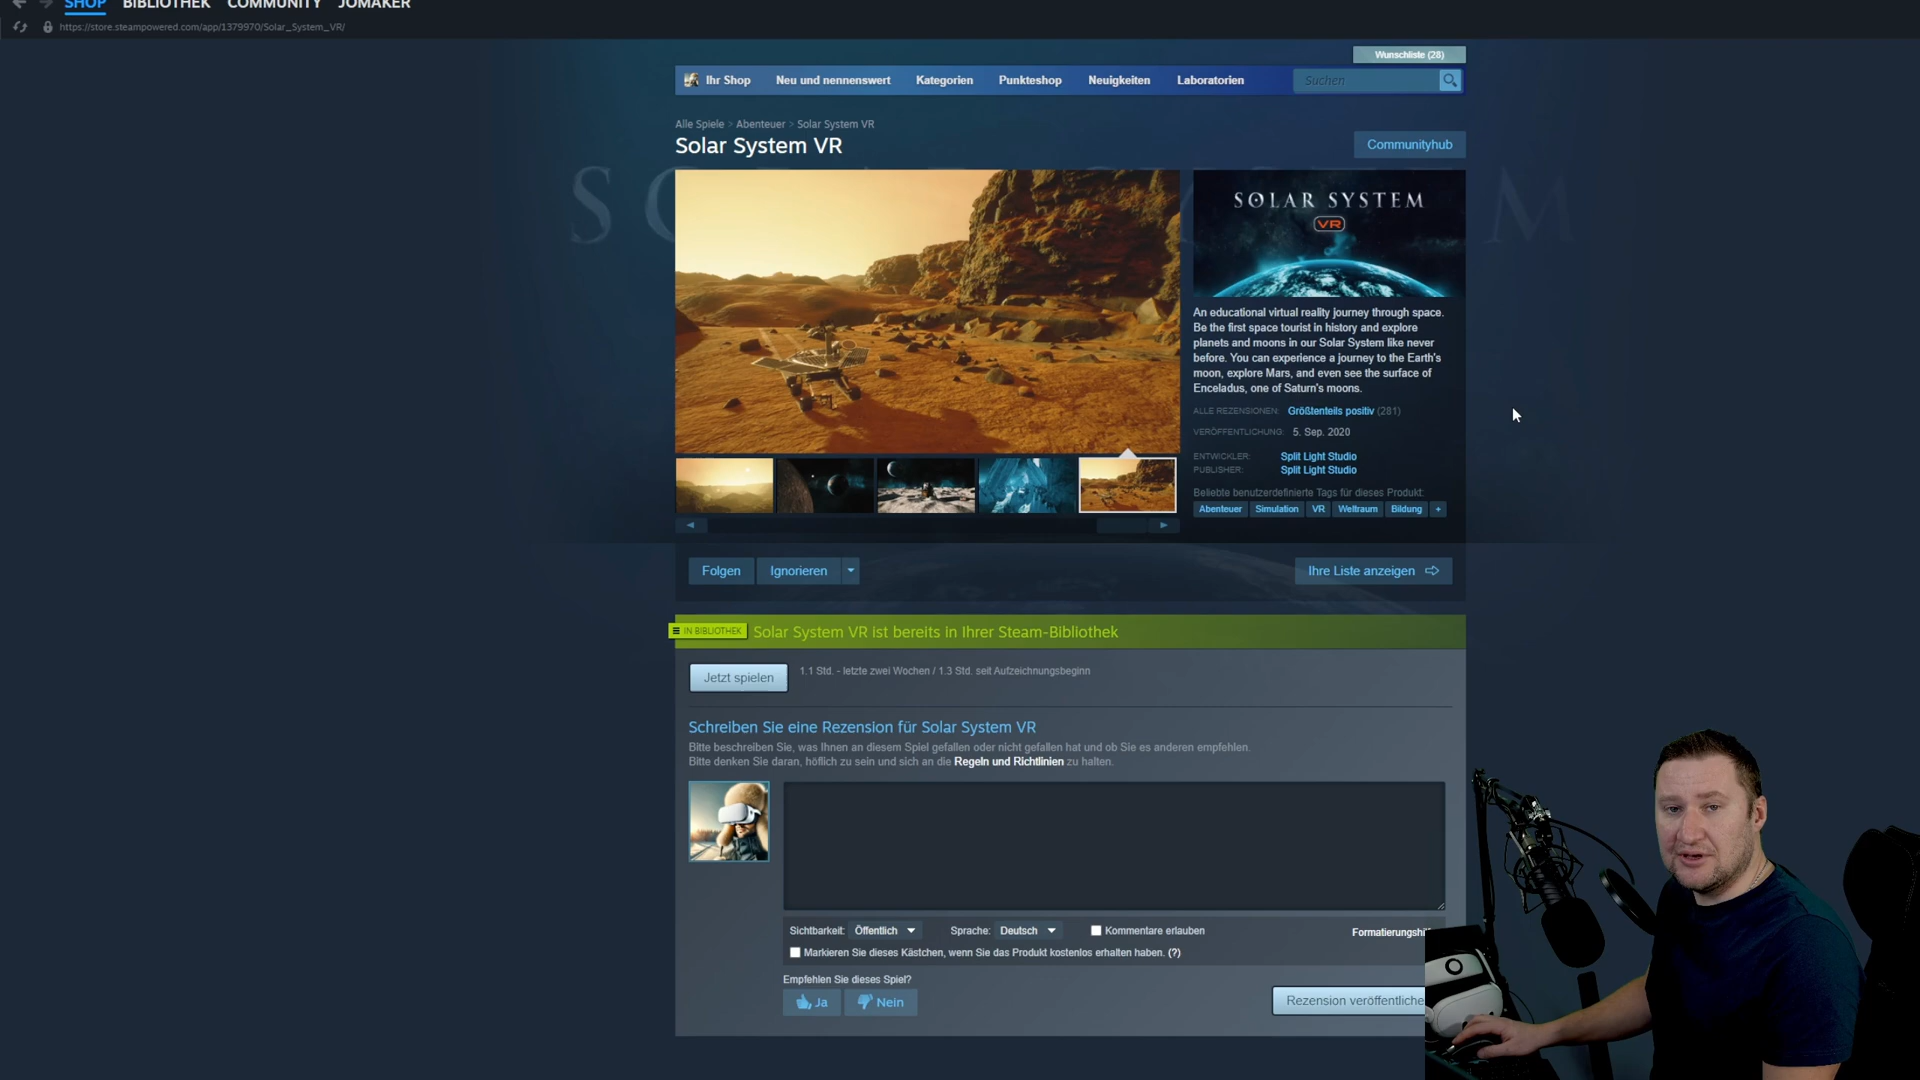 SHOP BIBLIOTHEK COMMUNITY JOMAKER
https://store.steampowered.com/app/1379970/Solar_System_VR/
Wunschliste (28)
Ihr Shop Neu und nennenswert Kategorien Punkteshop Neuigkeiten Laboratorien Suchen
Alle Spiele > Abenteuer > Solar System VR
Solar System VR
Communityhub
SOLAR SYSTEM
VR
An educational virtual reality journey through space.
Be the first space tourist in history and explore
planets and moons in our Solar System like never
before. You can experience a journey to the Earth's
moon, explore Mars, and even see the surface of
Enceladus, one of Saturn's moons.
ALLE REZENSIONEN: Größtenteils positiv (281)
VERÖFFENTLICHUNG: 5. Sep. 2020
ENTWICKLER: Split Light Studio
PUBLISHER: Split Light Studio
Beliebte benutzerdefinierte Tags für dieses Produkt:
Abenteuer Simulation VR Weltraum Bildung +
Folgen Ignorieren Ihre Liste anzeigen
IN BIBLIOTHEK Solar System VR ist bereits in Ihrer Steam-Bibliothek
Jetzt spielen 1.1 Std. - letzte zwei Wochen / 1.3 Std. seit Aufzeichnungsbeginn
Schreiben Sie eine Rezension für Solar System VR
Bitte beschreiben Sie, was Ihnen an diesem Spiel gefallen oder nicht gefallen hat und ob Sie es anderen empfehlen.
Bitte denken Sie daran, höflich zu sein und sich an die Regeln und Richtlinien zu halten.
Sichtbarkeit: Öffentlich Sprache: Deutsch Kommentare erlauben Formatierungshi
Markieren Sie dieses Kästchen, wenn Sie das Produkt kostenlos erhalten haben. (?)
Empfehlen Sie dieses Spiel?
Ja Nein Rezension veröffentliche